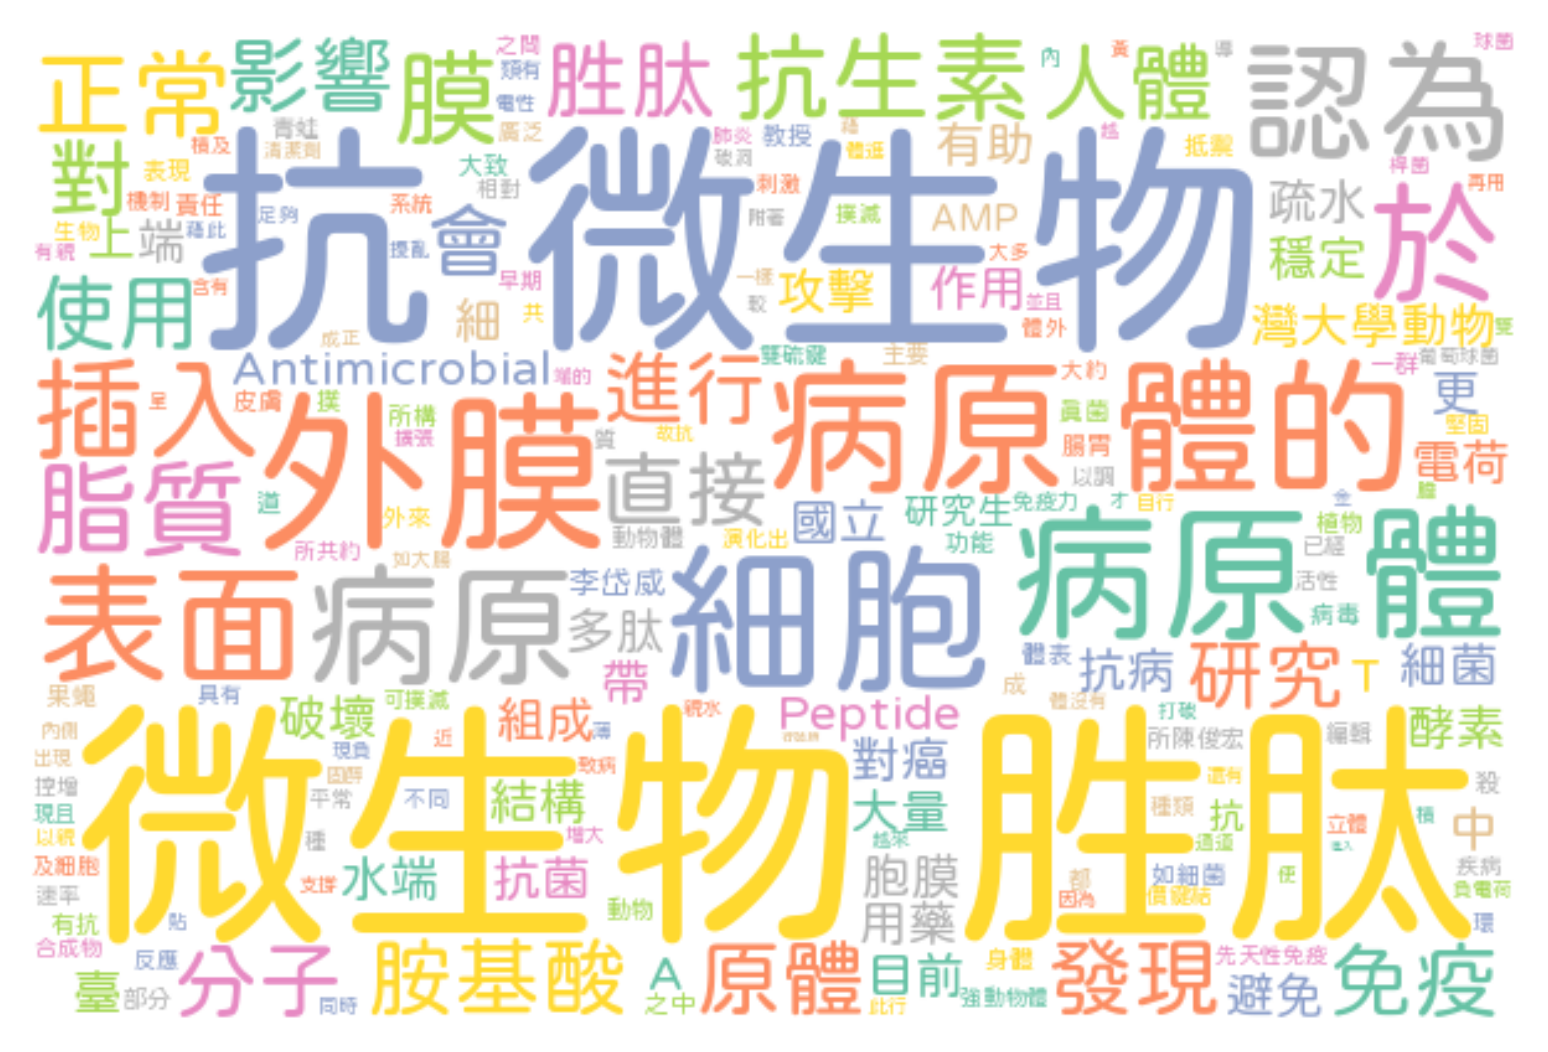 正常
影響
膜
之間
類有
電性
廣泛
胜肽
抗生素
內
人體
黃
導
認為
球菌
青蛙
積及
清潔劑
對
表現
機制
責任
生物
上
端
藉此
足夠
有親
含有
使用
抗
微生物
系統
擾亂
會
大致
相對
早期
細
共
成正
肺炎
教授
破洞
刺激
附著
撲滅
一樣
較
攻擊
體進
有助
AMP
大多
作用
並且
體外
越
抵禦
桿菌
再用
疏水
穩定
於
灣大學動物
雙
Antimicrobial
端的
進行
雙硫鍵
主要
大約
一群
葡萄球菌
更
堅固
插入
呈
皮膚
撲
所構
擴張
外膜
質
故抗
直接
病原
體的
真菌
腸胃
以調
電荷
膽
脂質
道
外來
所共約
如大腸
動物體
演化出
國立
研究生
免疫力
才
目行
功能
金
植物
已經
活性
病毒
病原體
表面
病原
李岱威
多肽
細胞
帶
體表
抗病
研究
T
細菌
果蠅
具有
破壞
可撲滅
組成
薄
親水
Peptide
成
體沒有
打破
所陳俊宏
編輯
酵素
內側
出現
控增
現且
以親
及細胞
速率
有抗
合成物
微生物
胜肽
現負
固醇
平常
不同
種
近
致病
結構
增大
支撐
水端
抗菌
動物
貼
對癌
大量
越來
胞膜
用藥
還有
種類
抗
通道
如細菌
價鍵結
都
因為
立體
積
進入
便
殺
中
疾病
負電荷
環
臺
部分
反應
分子
同時
胺基酸
A
之中
原體
目前
此行
身體
強動物體
發現
先天性免疫
避免
免疫